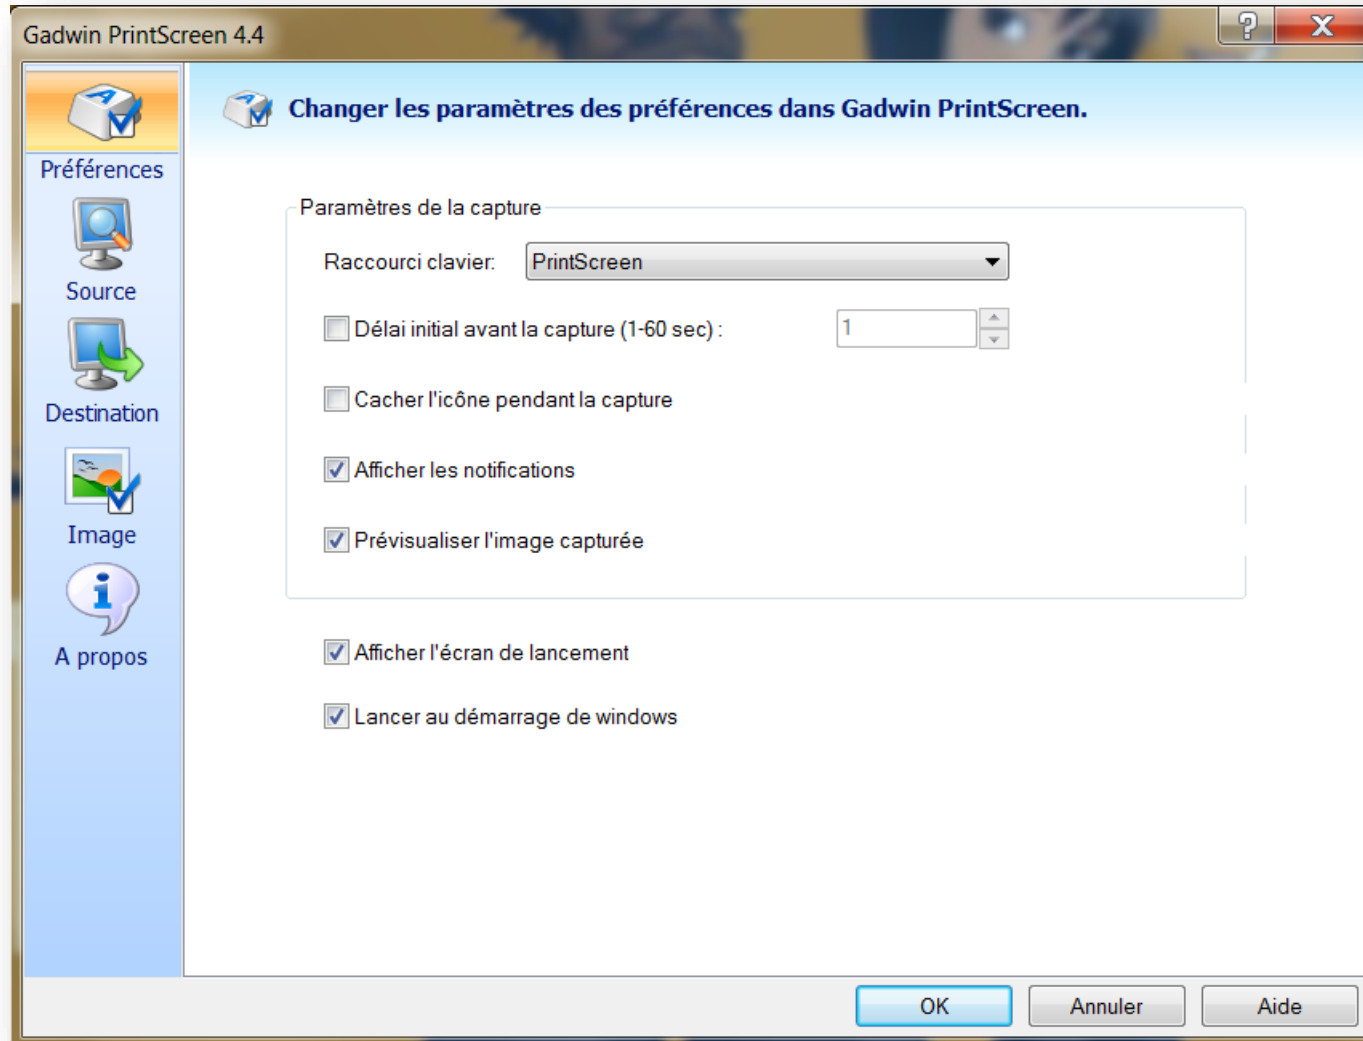 Gadwin PrintScreen 4.4
?
X
Préférences
Source
Destination
Image
A propos
Changer les paramètres des préférences dans Gadwin PrintScreen.
Paramètres de la capture
Raccourci clavier: PrintScreen
Délai initial avant la capture (1-60 sec) : 1
Cacher l'icône pendant la capture
Afficher les notifications
Prévisualiser l'image capturée
Afficher l'écran de lancement
Lancer au démarrage de windows
OK Annuler Aide